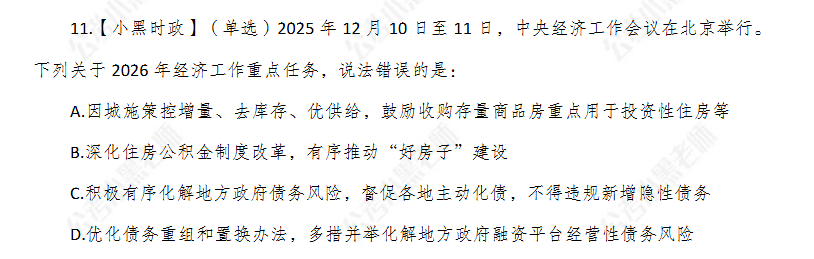 11.【小黑时政】（单选）2025 年 12 月 10 日至 11 日，中央经济工作会议在北京举行。
下列关于 2026 年经济工作重点任务，说法错误的是：
A.因城施策控增量、去库存、优供给，鼓励收购存量商品房重点用于投资性住房等
B.深化住房公积金制度改革，有序推动“好房子”建设
C.积极有序化解地方政府债务风险，督促各地主动化债，不得违规新增隐性债务
D.优化债务重组和置换办法，多措并举化解地方政府融资平台经营性债务风险